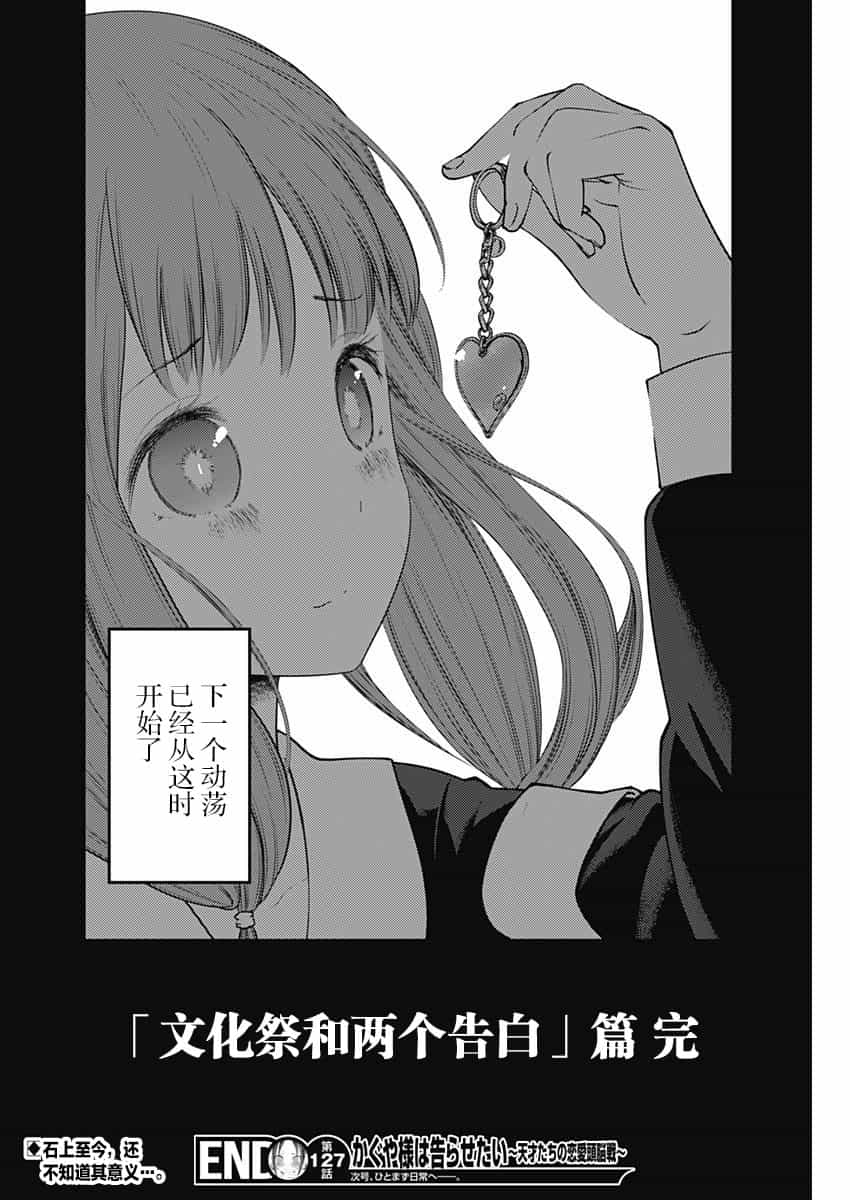 下一个动荡
已经从这时
开始了
「文化祭和两个告白」篇 完
◆石上至今,还
不知道其意义…。
END
第127話
かぐや様は告らせたい～天才たちの恋愛頭脳戦～
次号、ひとまず日常へ――。